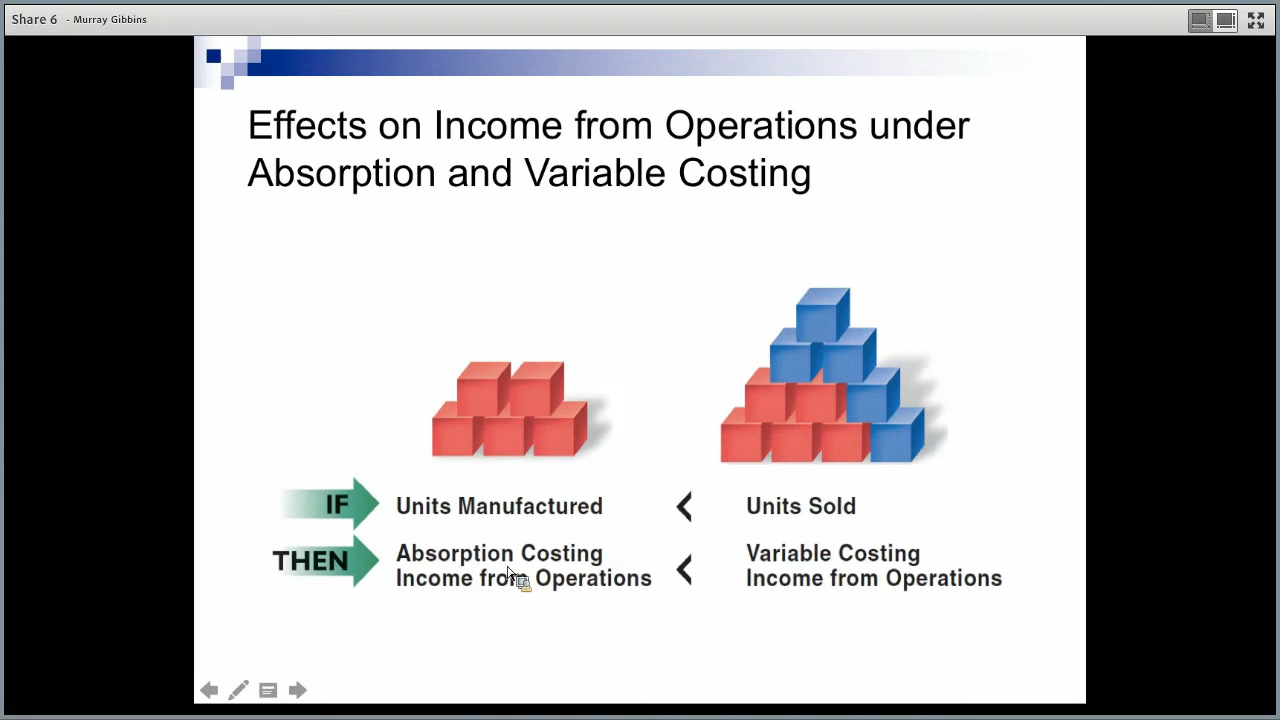 Share 6 - Murray Gibbins
Effects on Income from Operations under
Absorption and Variable Costing
IF Units Manufactured < Units Sold
THEN Absorption Costing < Variable Costing
Income from Operations Income from Operations